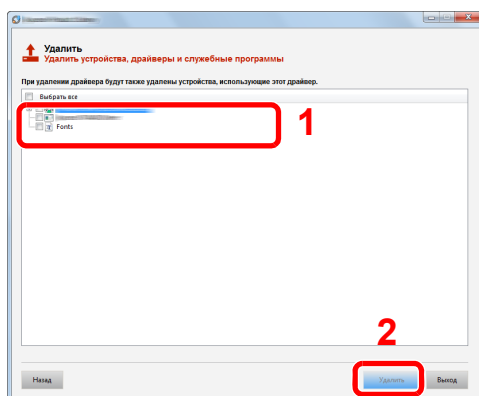 Удалить
Удалить устройства, драйверы и служебные программы
При удалении драйвера будут также удалены устройства, использующие этот драйвер.
Выбрать все
Fonts
1
2
Назад
Удалить
Выход